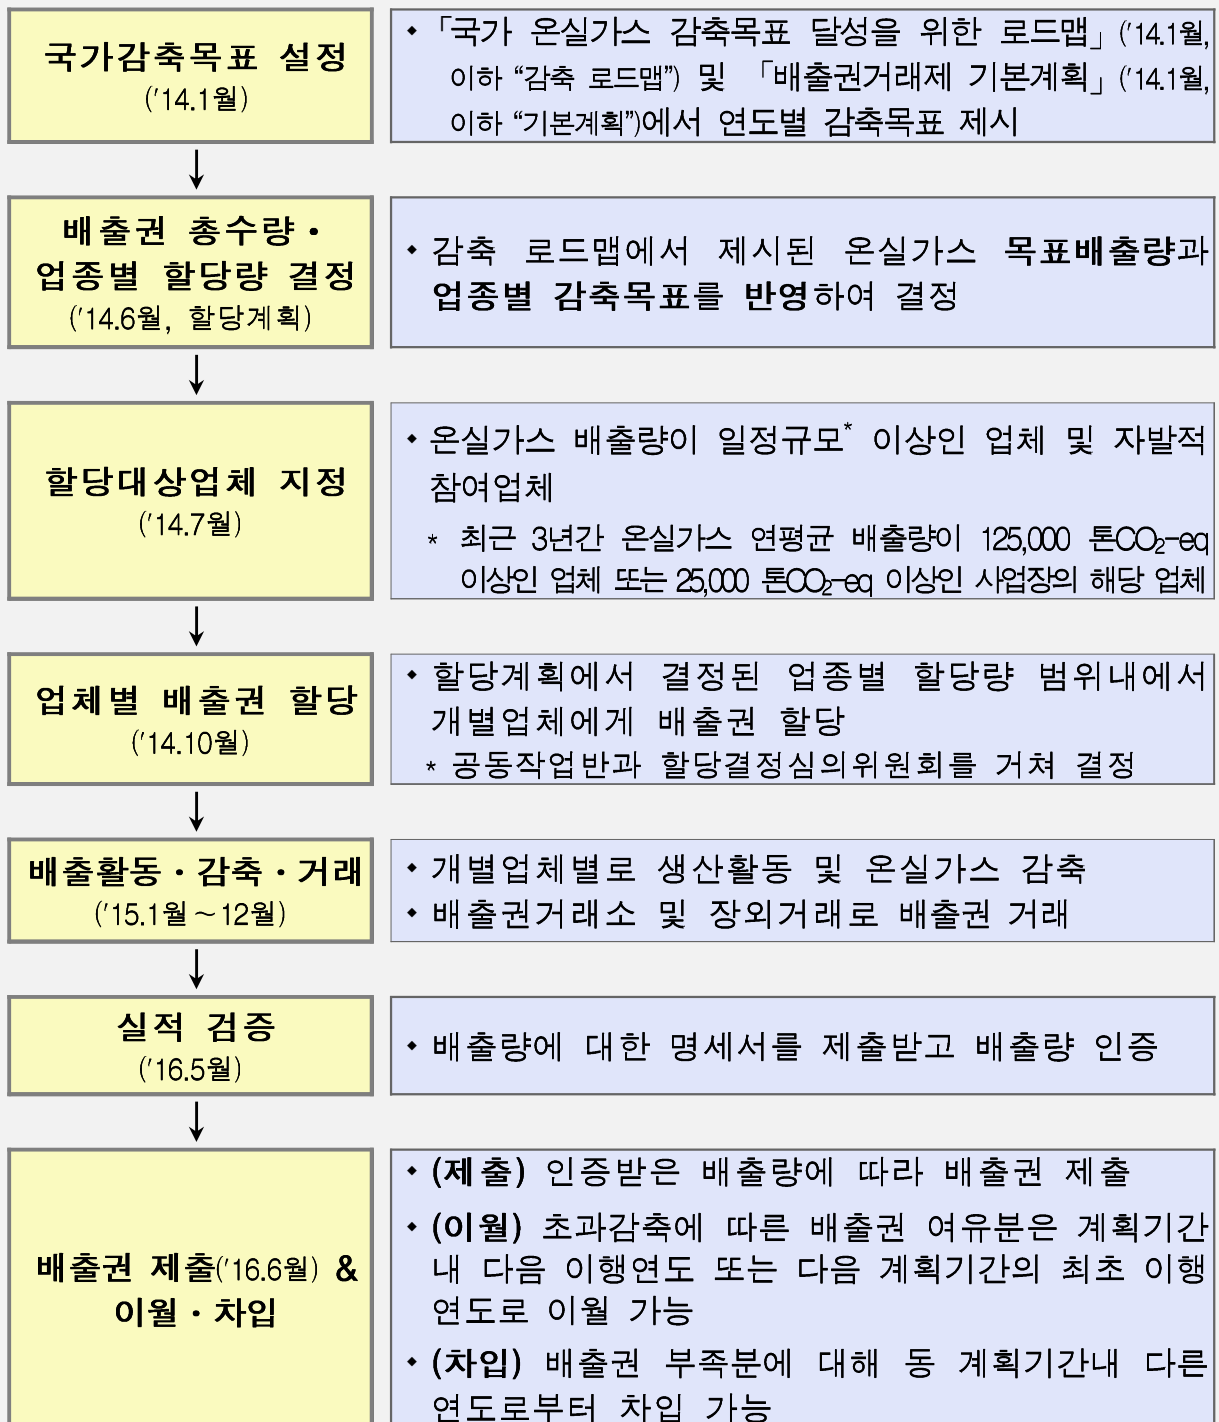 국가감축목표 설정
('14.1월)
• 「국가 온실가스 감축목표 달성을 위한 로드맵」('14.1월,
이하 “감축 로드맵”) 및 「배출권거래제 기본계획」('14.1월,
이하 “기본계획”)에서 연도별 감축목표 제시
배출권 총수량·
업종별 할당량 결정
('14.6월, 할당계획)
• 감축 로드맵에서 제시된 온실가스 목표배출량과
업종별 감축목표를 반영하여 결정
할당대상업체 지정
('14.7월)
• 온실가스 배출량이 일정규모* 이상인 업체 및 자발적
참여업체
* 최근 3년간 온실가스 연평균 배출량이 125,000 톤CO₂-eq
이상인 업체 또는 25,000 톤CO₂-eq 이상인 사업장의 해당 업체
업체별 배출권 할당
('14.10월)
• 할당계획에서 결정된 업종별 할당량 범위내에서
개별업체에게 배출권 할당
* 공동작업반과 할당결정심의위원회를 거쳐 결정
배출활동·감축·거래
('15.1월~12월)
• 개별업체별로 생산활동 및 온실가스 감축
• 배출권거래소 및 장외거래로 배출권 거래
실적 검증
('16.5월)
• 배출량에 대한 명세서를 제출받고 배출량 인증
배출권 제출('16.6월) &
이월·차입
• (제출) 인증받은 배출량에 따라 배출권 제출
• (이월) 초과감축에 따른 배출권 여유분은 계획기간
내 다음 이행연도 또는 다음 계획기간의 최초 이행
연도로 이월 가능
• (차입) 배출권 부족분에 대해 동 계획기간내 다른
연도로부터 차입 가능